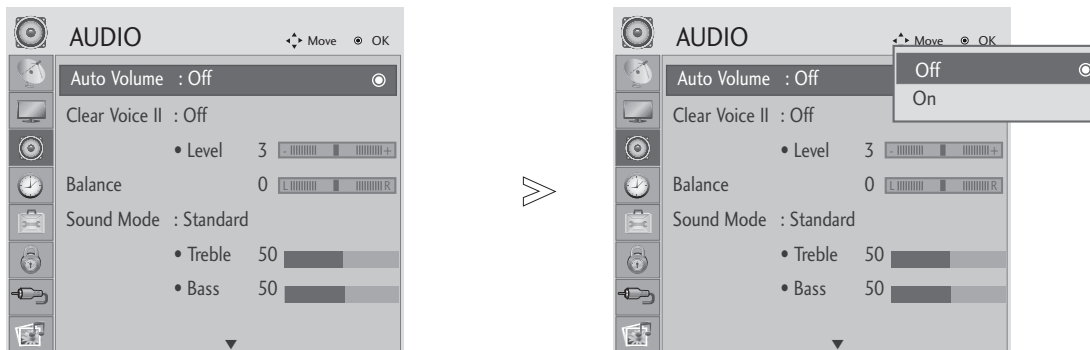 AUDIO
Move OK
Auto Volume : Off
Clear Voice II : Off
• Level 3 - +
Balance 0 L R
Sound Mode : Standard
• Treble 50
• Bass 50
AUDIO
Move OK
Auto Volume : Off
Off
On
Clear Voice II : Off
• Level 3 - +
Balance 0 L R
Sound Mode : Standard
• Treble 50
• Bass 50